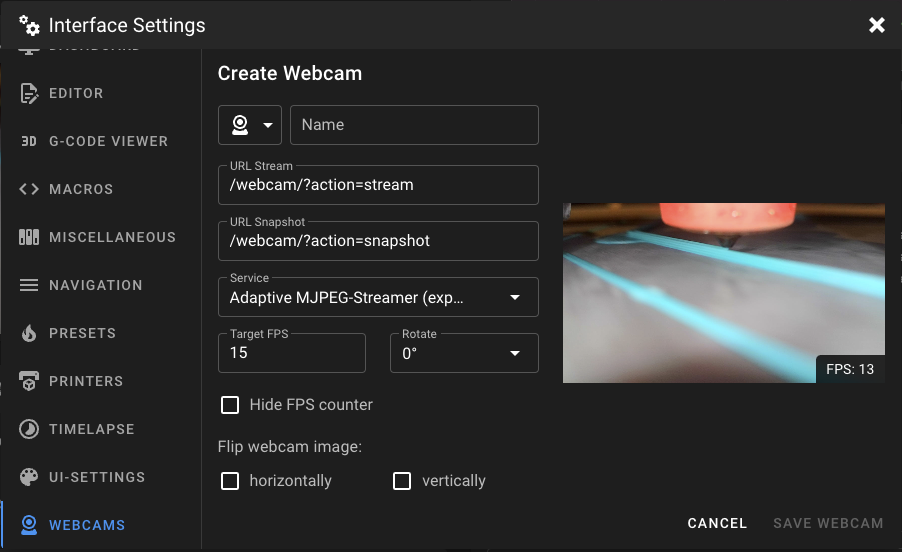 Interface Settings
DASHBOARD
EDITOR
3D G-CODE VIEWER
MACROS
MISCELLANEOUS
NAVIGATION
PRESETS
PRINTERS
TIMELAPSE
UI-SETTINGS
WEBCAMS
Create Webcam
Name
URL Stream
/webcam/?action=stream
URL Snapshot
/webcam/?action=snapshot
Service
Adaptive MJPEG-Streamer (exp...
Target FPS
15
Rotate
0°
Hide FPS counter
Flip webcam image:
horizontally
vertically
FPS: 13
CANCEL
SAVE WEBCAM